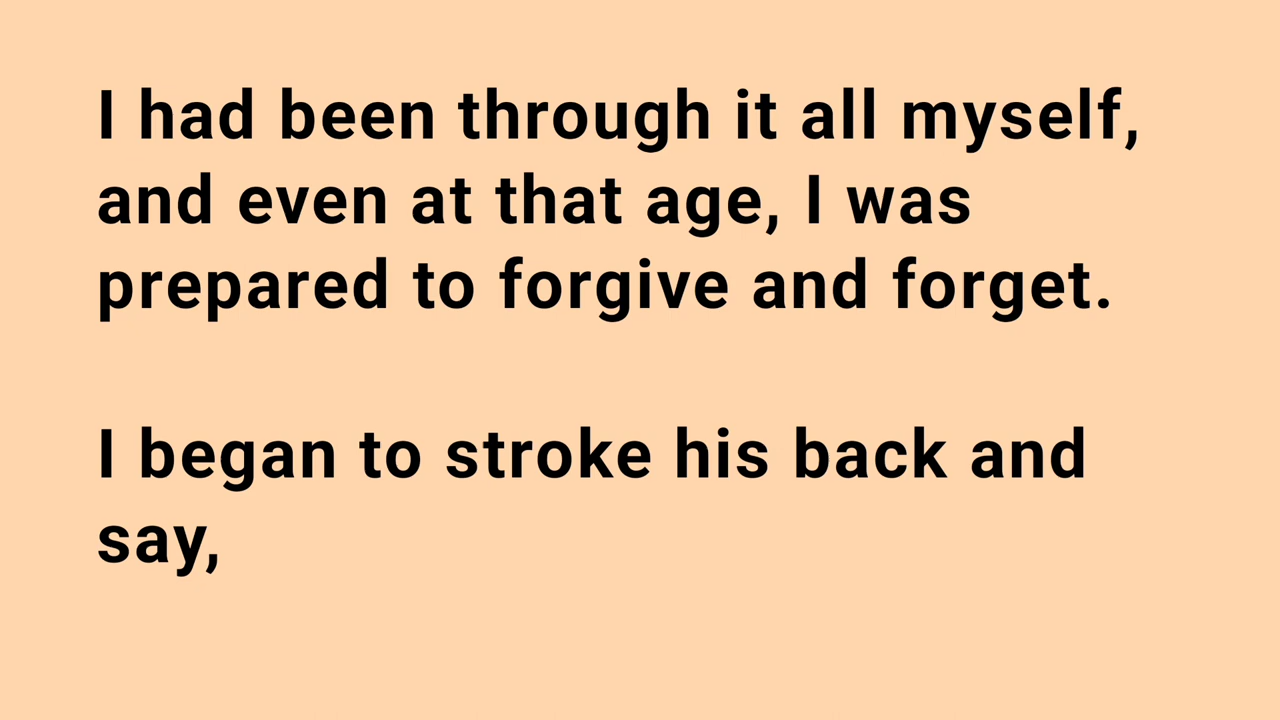 I had been through it all myself,
and even at that age, I was
prepared to forgive and forget.
I began to stroke his back and
say,